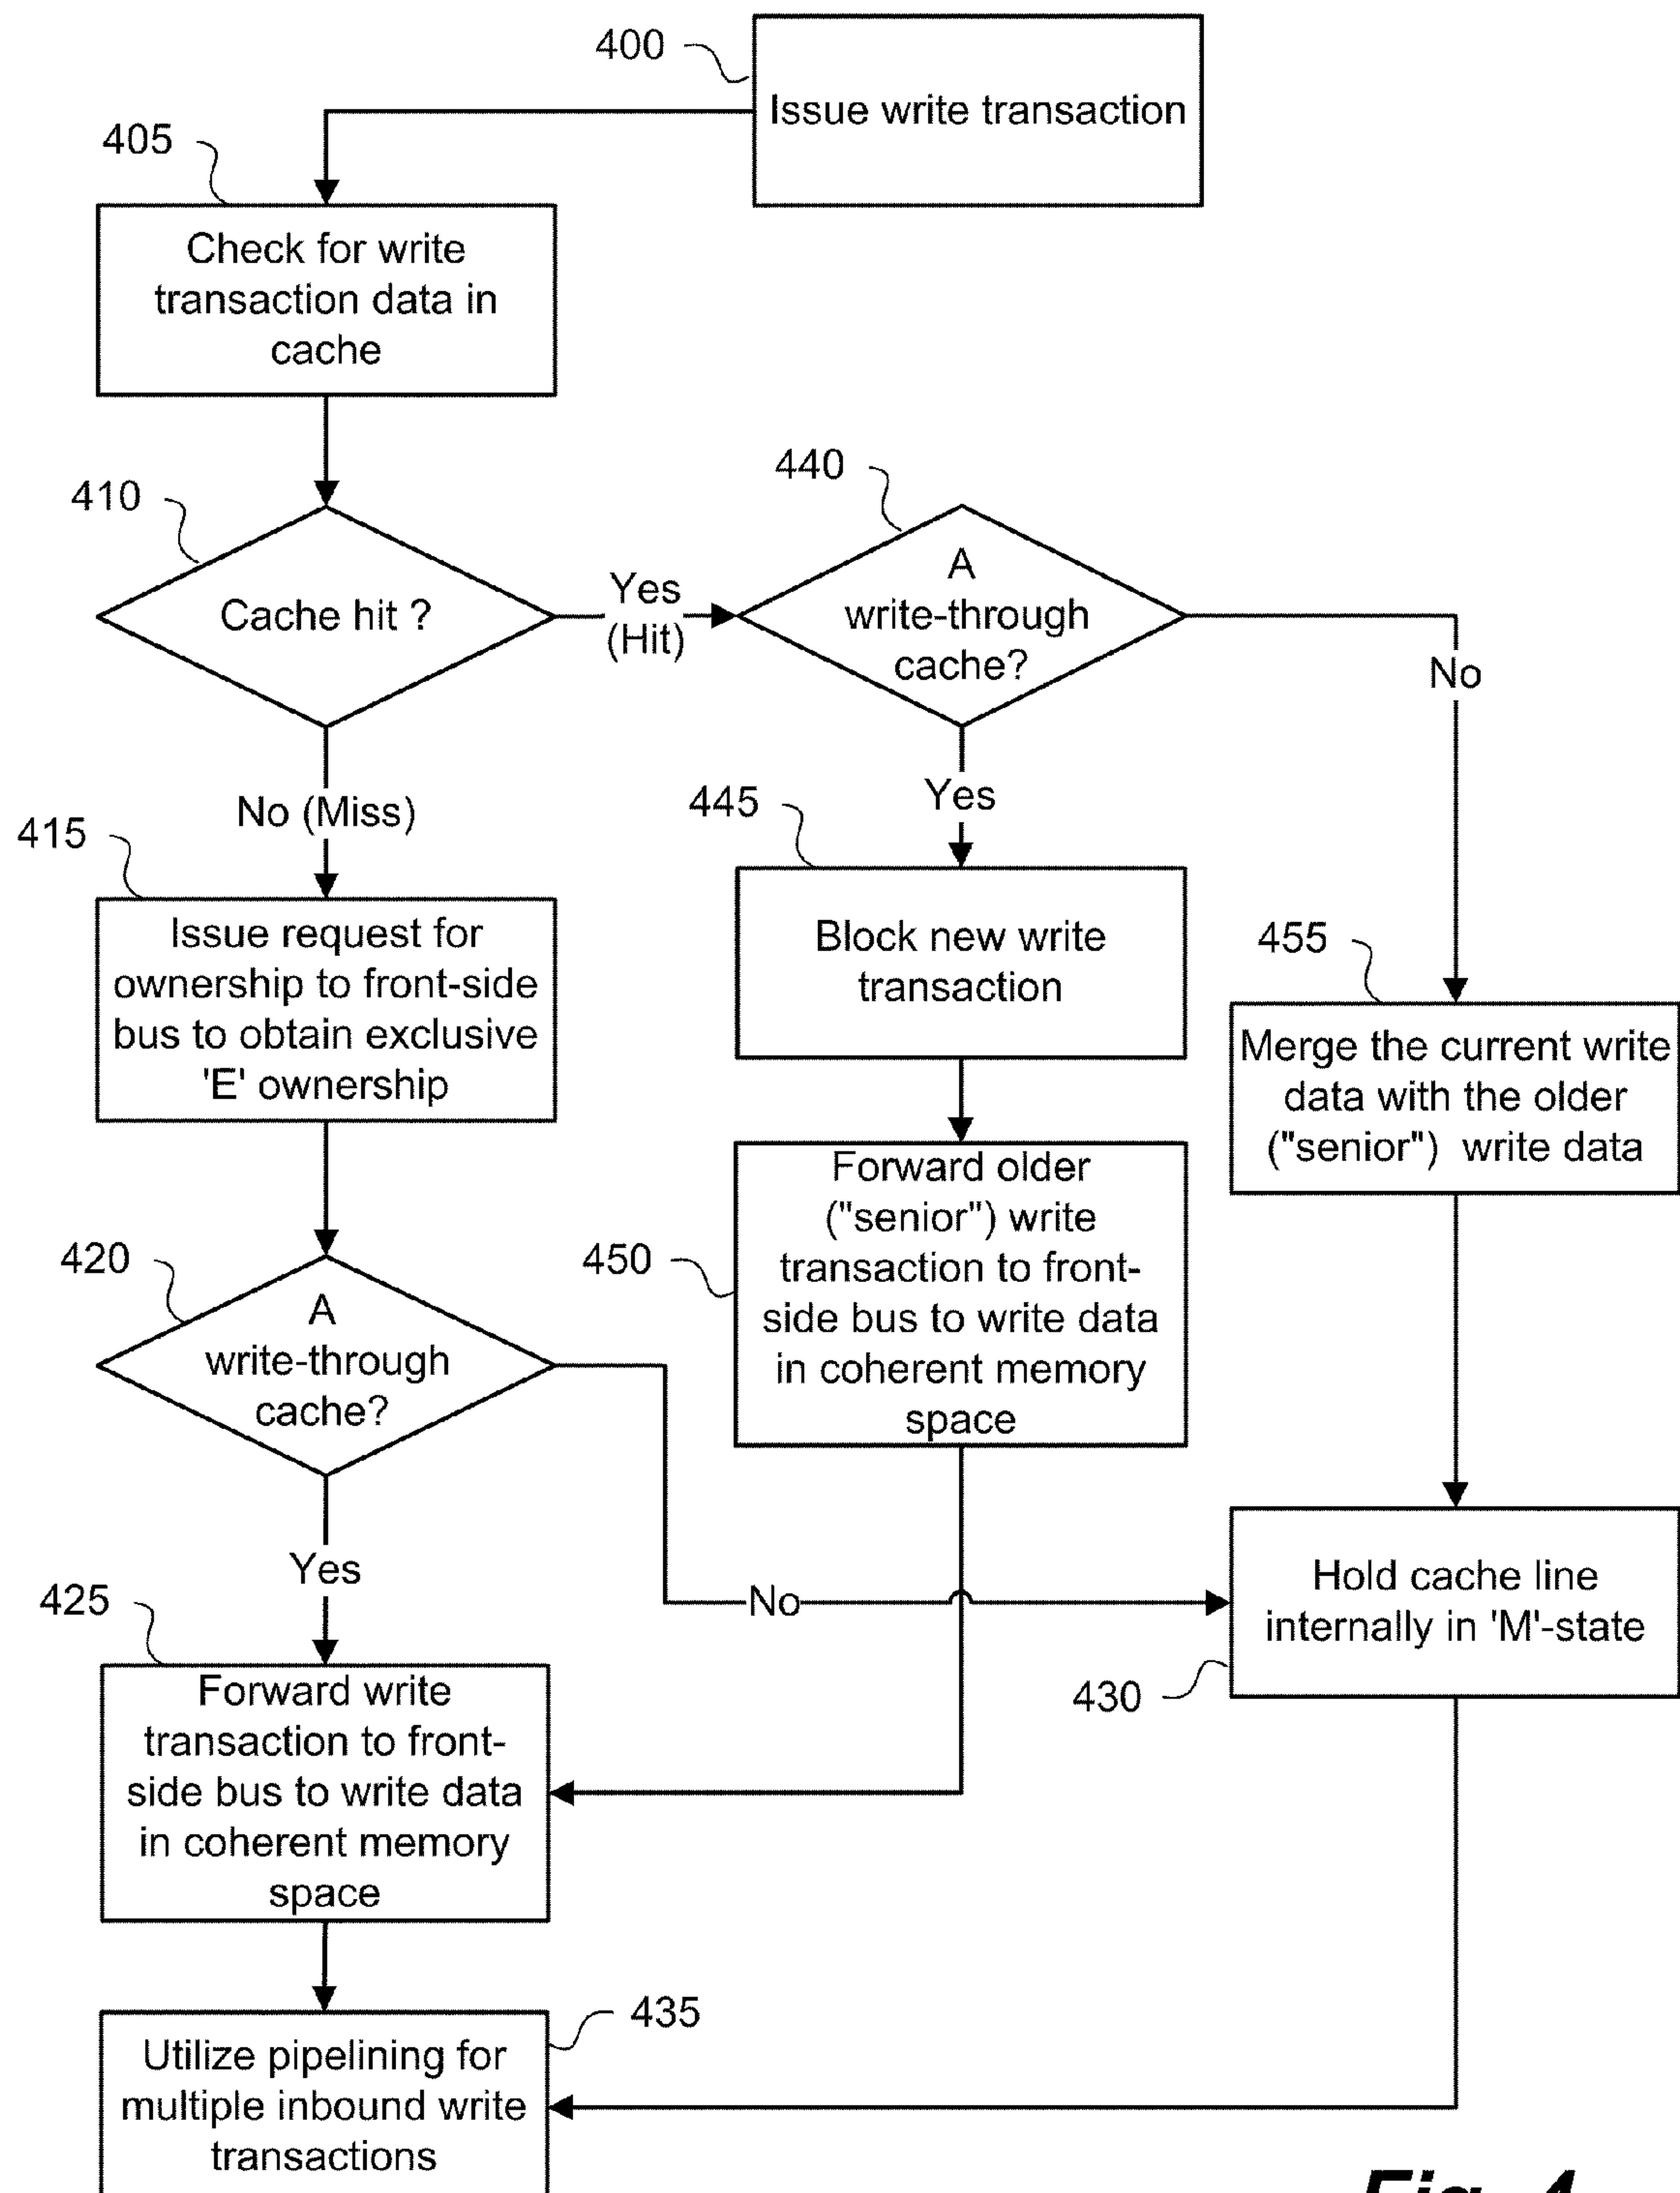 400
Issue write transaction
405
Check for write
transaction data in
cache
410
Cache hit ?
Yes
(Hit)
440
A
write-through
cache?
No
No (Miss)
Yes
415
Issue request for
ownership to front-side
bus to obtain exclusive
'E' ownership
445
Block new write
transaction
455
Merge the current write
data with the older
("senior") write data
420
A
write-through
cache?
450
Forward older
("senior") write
transaction to front-
side bus to write data
in coherent memory
space
Yes
No
Hold cache line
internally in 'M'-state
430
425
Forward write
transaction to front-
side bus to write data
in coherent memory
space
435
Utilize pipelining for
multiple inbound write
transactions
Fig. 4